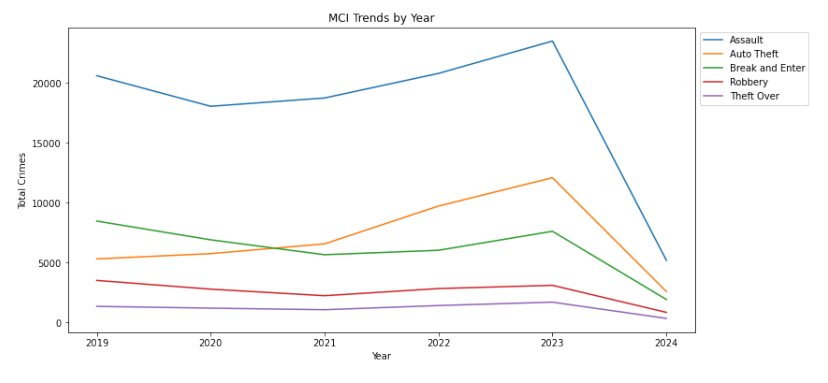 MCI Trends by Year
Assault
Auto Theft
Break and Enter
Robbery
Theft Over
Total Crimes
20000
15000
10000
5000
0
2019 2020 2021 2022 2023 2024
Year